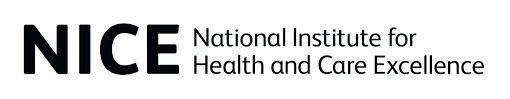 NICE National Institute for
Health and Care Excellence